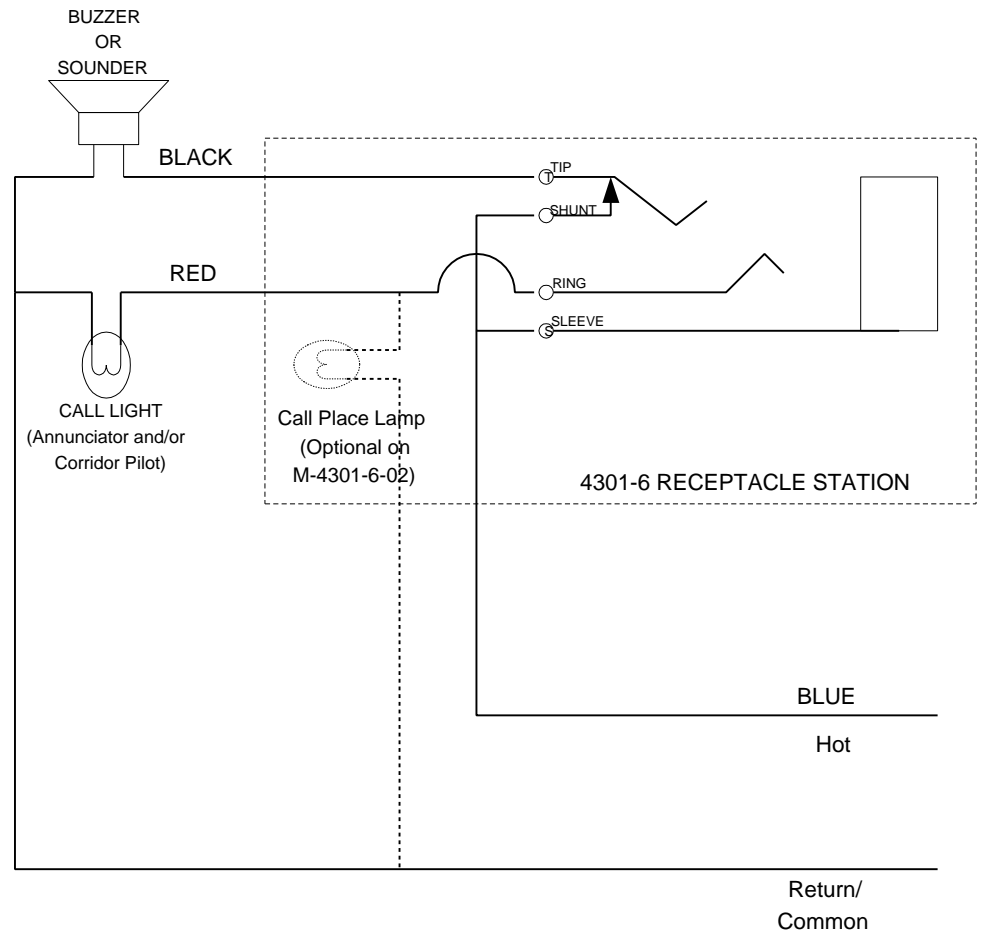 BUZZER
OR
SOUNDER
BLACK
TIP
T
SHUNT
RED
RING
SLEEVE
S
CALL LIGHT
(Annunciator and/or
Corridor Pilot)
Call Place Lamp
(Optional on
M-4301-6-02)
4301-6 RECEPTACLE STATION
BLUE
Hot
Return/
Common